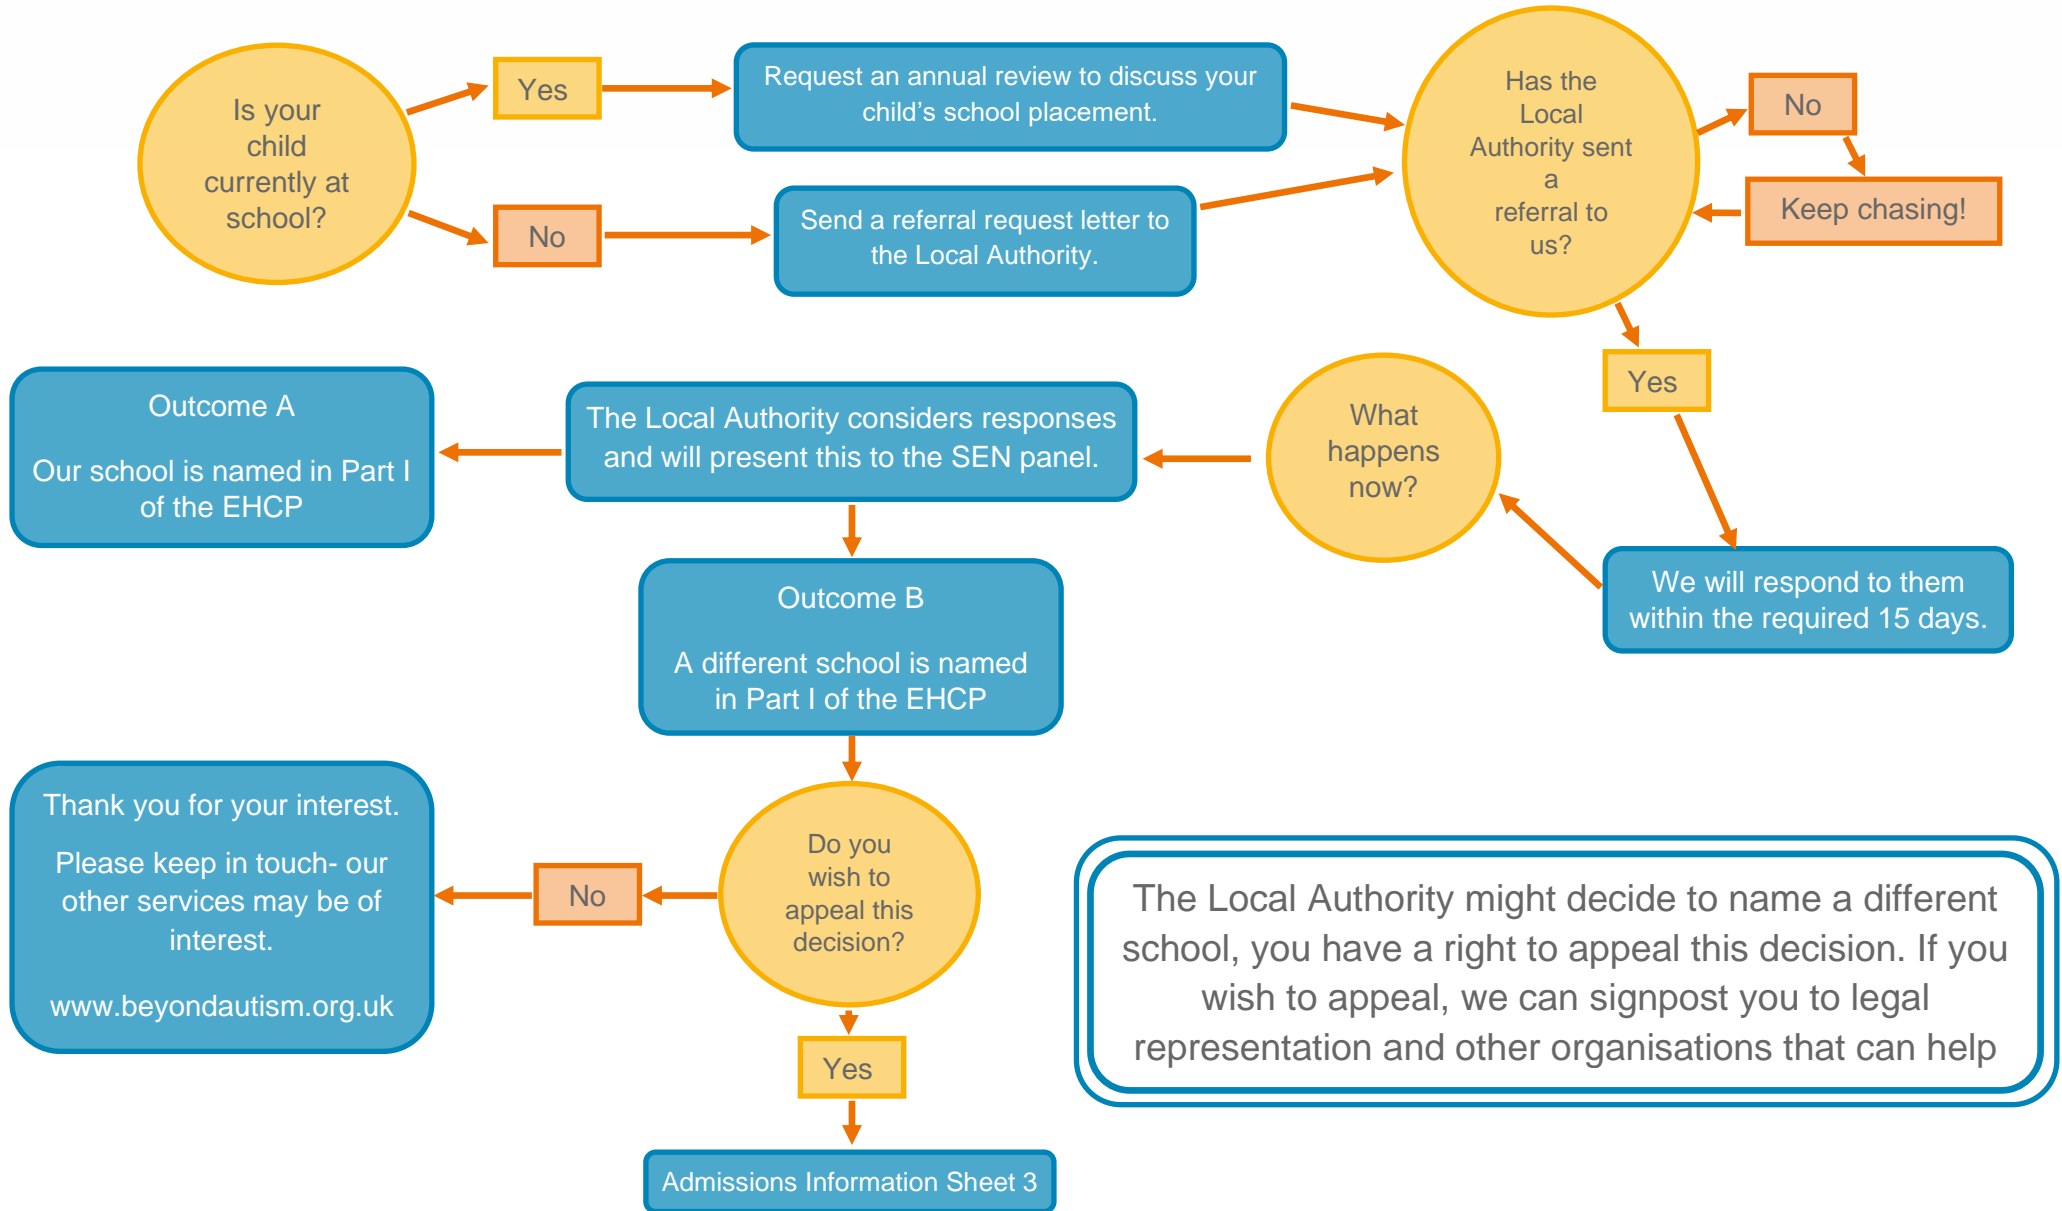 Is your
child
currently at
school?
Yes
Request an annual review to discuss your
child's school placement.
No
Send a referral request letter to
the Local Authority.
Has the
Local
Authority sent
a
referral to
us?
No
Keep chasing!
Yes
We will respond to them
within the required 15 days.
What
happens
now?
The Local Authority considers responses
and will present this to the SEN panel.
Outcome A
Our school is named in Part I
of the EHCP
Outcome B
A different school is named
in Part I of the EHCP
Do you
wish to
appeal this
decision?
No
Thank you for your interest.
Please keep in touch- our
other services may be of
interest.
www.beyondautism.org.uk
Yes
Admissions Information Sheet 3
The Local Authority might decide to name a different
school, you have a right to appeal this decision. If you
wish to appeal, we can signpost you to legal
representation and other organisations that can help